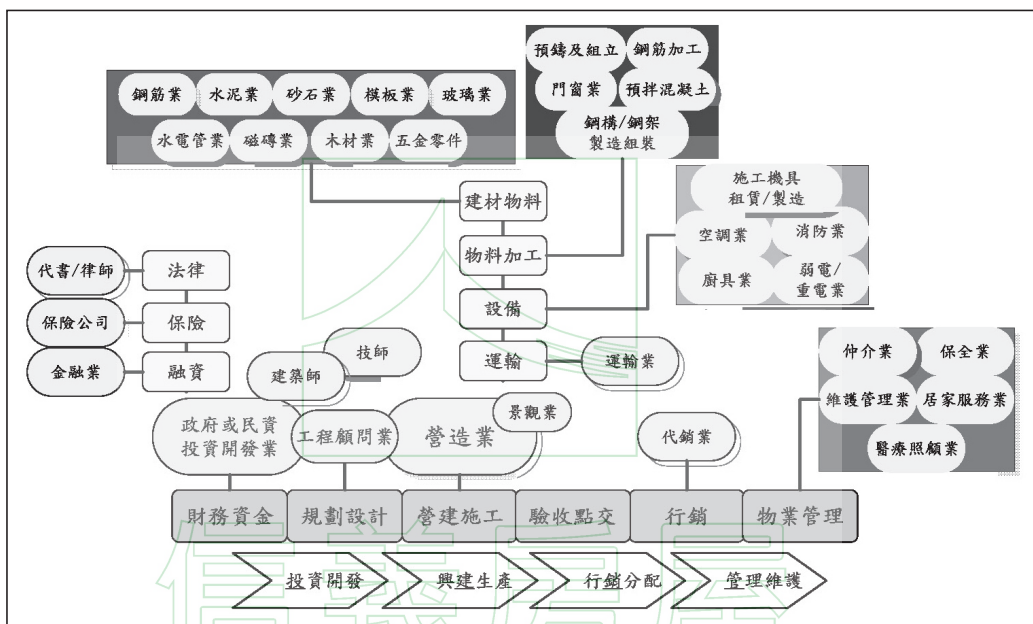 預鑄及組立
鋼筋加工
門窗業
預拌混凝土
鋼構/鋼架
製造組裝
鋼筋業
水泥業
砂石業
模板業
玻璃業
水電管業
磁磚業
木材業
五金零件
建材物料
物料加工
設備
運輸
運輸業
施工機具
租賃/製造
空調業
消防業
廚具業
弱電/
重電業
代書/律師
法律
保險公司
保險
金融業
融資
技師
建築師
仲介業
保全業
維護管理業
居家服務業
醫療照顧業
政府或民資
投資開發業
工程顧問業
營造業
景觀業
代銷業
財務資金
規劃設計
營建施工
驗收點交
行銷
物業管理
投資開發
興建生產
行銷分配
管理維護
信義房屋